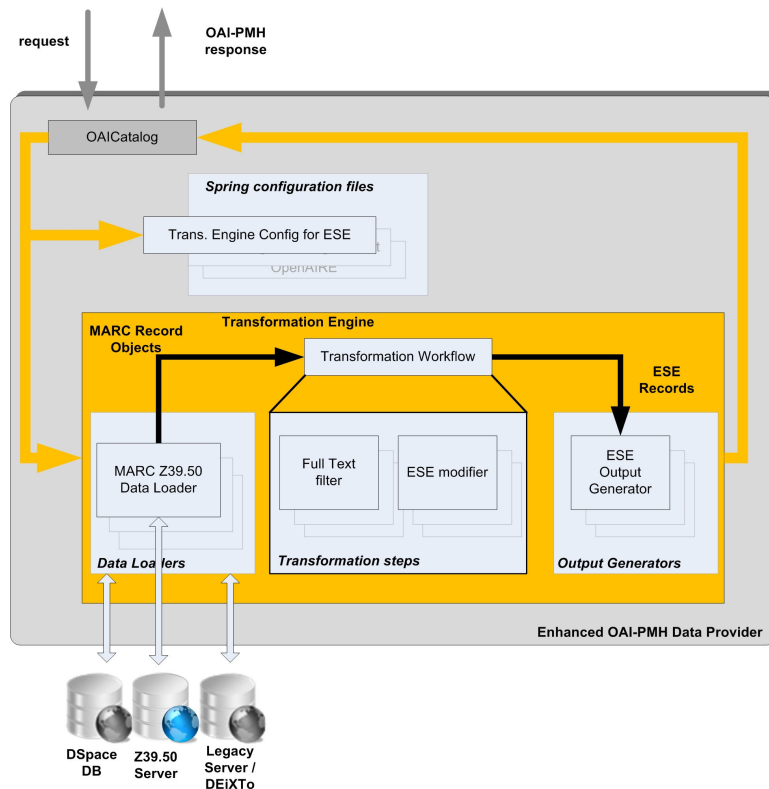 request
OAI-PMH
response
OAICatalog
Spring configuration files
Trans. Engine Config for ESE
OpenAIRE
Transformation Engine
MARC Record
Objects
Transformation Workflow
ESE
Records
MARC Z39.50
Data Loader
Full Text
filter
ESE modifier
ESE
Output
Generator
Data Loaders
Transformation steps
Output Generators
Enhanced OAI-PMH Data Provider
DSpace
DB
Z39.50
Server
Legacy
Server /
DEiXTo